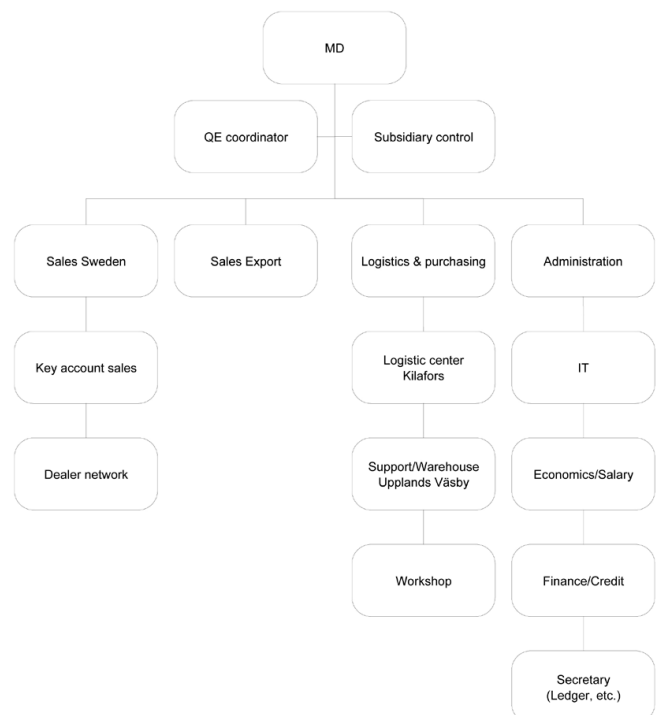 MD
QE coordinator
Subsidiary control
Sales Sweden
Sales Export
Logistics & purchasing
Administration
Key account sales
Logistic center
Kilafors
IT
Dealer network
Support/Warehouse
Upplands Väsby
Economics/Salary
Workshop
Finance/Credit
Secretary
(Ledger, etc.)